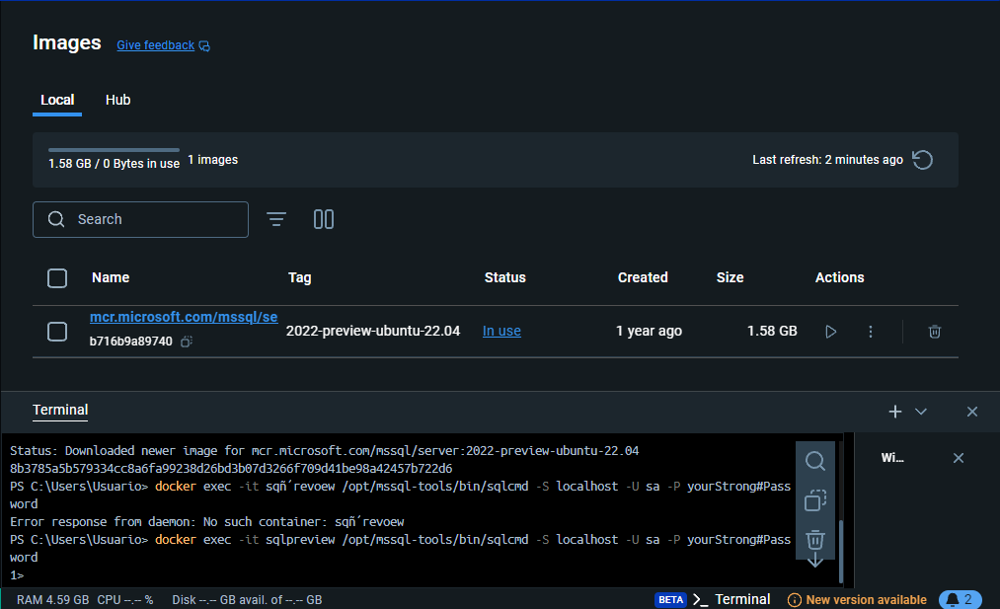 Images Give feedback
Local Hub
1.58 GB / 0 Bytes in use 1 images Last refresh: 2 minutes ago
Search
Name Tag Status Created Size Actions
mcr.microsoft.com/mssql/se
2022-preview-ubuntu-22.04 In use 1 year ago 1.58 GB
b716b9a89740
Terminal
Status: Downloaded newer image for mcr.microsoft.com/mssql/server:2022-preview-ubuntu-22.04
8b3785a5b579334cc8a6fa99238d26bd3b07d3266f709d41be98a42457b722d6
PS C:\Users\Usuario> docker exec -it sqñ´revoew /opt/mssql-tools/bin/sqlcmd -S localhost -U sa -P yourStrong#Pass
word
Error response from daemon: No such container: sqñ´revoew
PS C:\Users\Usuario> docker exec -it sqlpreview /opt/mssql-tools/bin/sqlcmd -S localhost -U sa -P yourStrong#Pass
word
1>
Wi...
RAM 4.59 GB CPU --.-- % Disk --.-- GB avail. of --.-- GB BETA >_ Terminal New version available 2